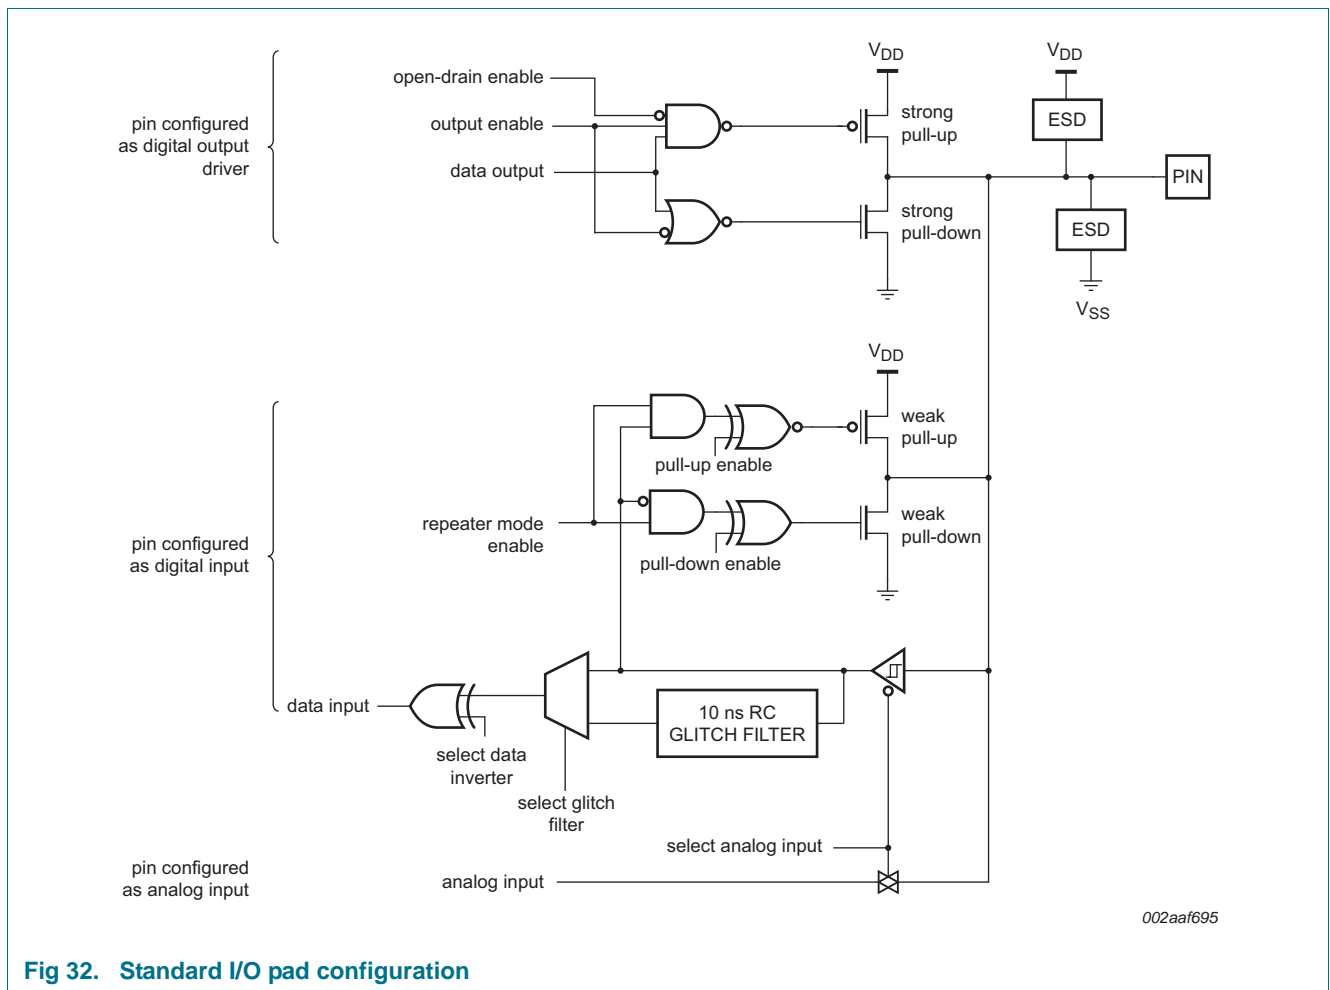 VDD
VDD
open-drain enable
strong
pull-up
ESD
pin configured
as digital output
driver
output enable
data output
PIN
strong
pull-down
ESD
VSS
VDD
weak
pull-up
pull-up enable
repeater mode
enable
weak
pull-down
pin configured
as digital input
pull-down enable
data input
10 ns RC
GLITCH FILTER
select data
inverter
select glitch
filter
select analog input
pin configured
as analog input
analog input
002aaf695
Fig 32. Standard I/O pad configuration